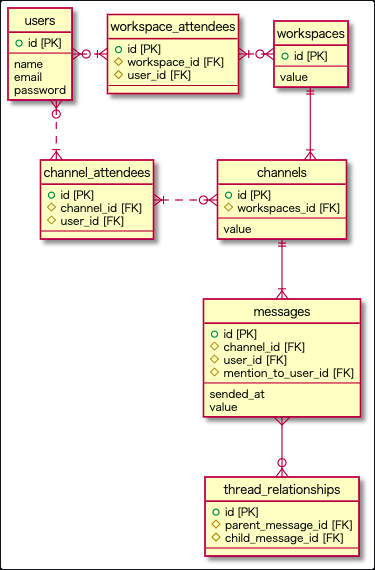 users
id [PK]
name
email
password
workspace_attendees
id [PK]
workspace_id [FK]
user_id [FK]
workspaces
id [PK]
value
channel_attendees
id [PK]
channel_id [FK]
user_id [FK]
channels
id [PK]
workspaces_id [FK]
value
messages
id [PK]
channel_id [FK]
user_id [FK]
mention_to_user_id [FK]
sended_at
value
thread_relationships
id [PK]
parent_message_id [FK]
child_message_id [FK]